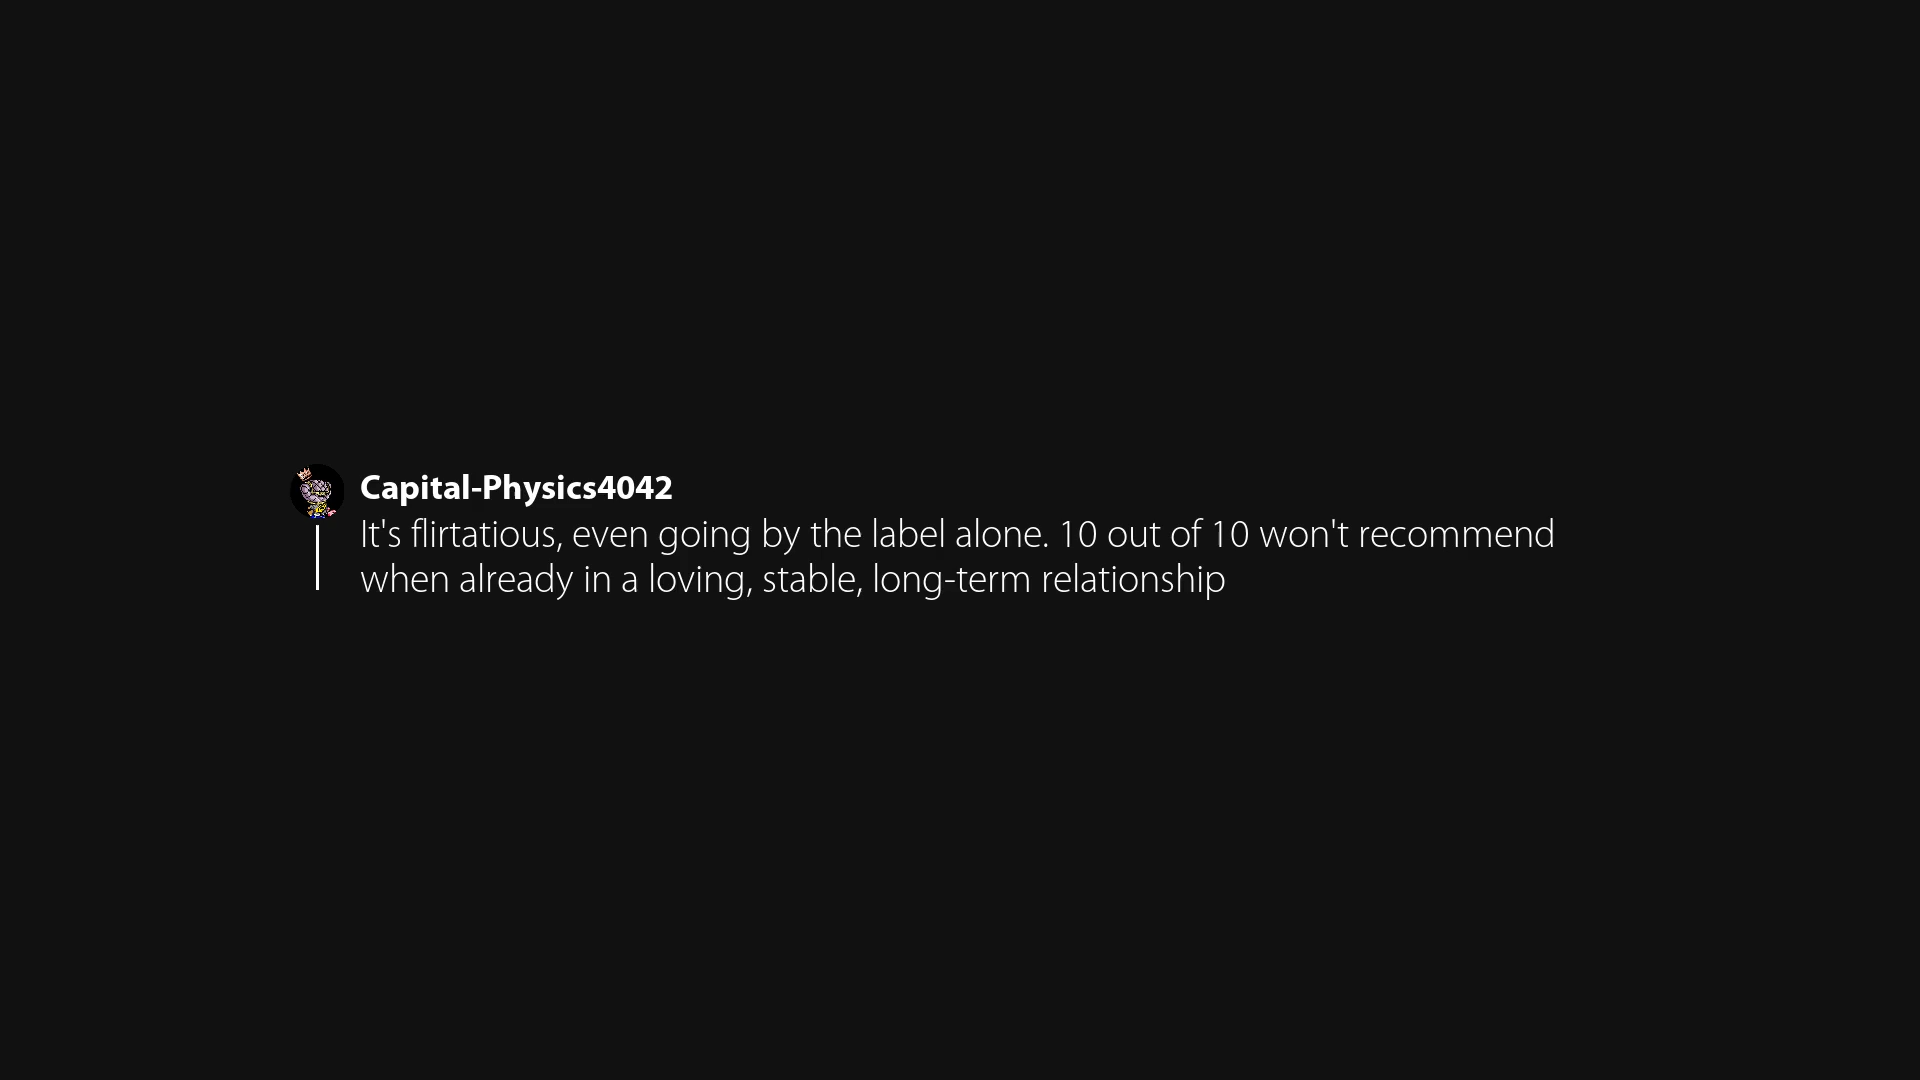 Capital-Physics4042
It's flirtatious, even going by the label alone. 10 out of 10 won't recommend
when already in a loving, stable, long-term relationship